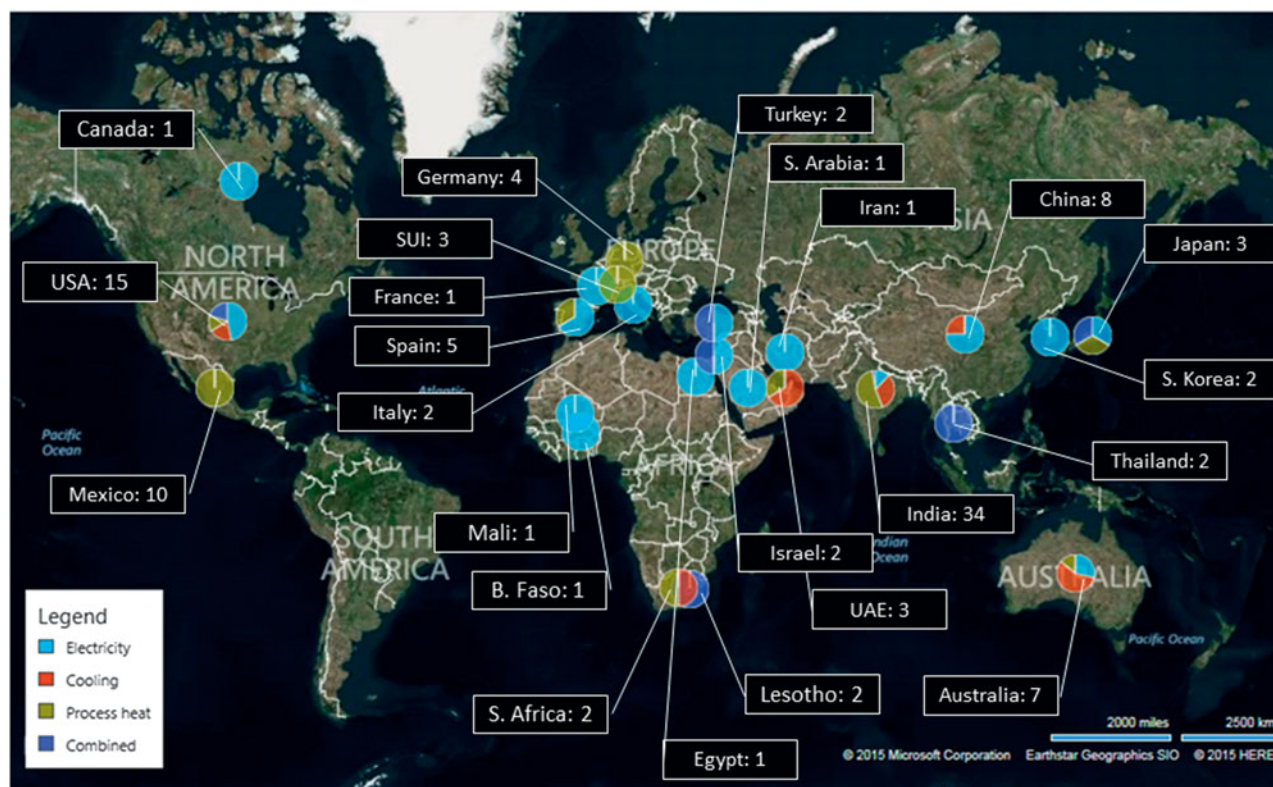 Canada: 1
Turkey: 2
S. Arabia: 1
Germany: 4
Iran: 1
China: 8
ASIA
SUI: 3
EUROPE
Japan: 3
NORTH
AMERICA
USA: 15
France: 1
Spain: 5
S. Korea: 2
Italy: 2
Atlantic
Pacific
Ocean
Thailand: 2
Mexico: 10
AFRICA
India: 34
Mali: 1
SOUTH
AMERICA
Israel: 2
Indian
Ocean
B. Faso: 1
UAE: 3
AUSTRALIA
Legend
Electricity
Cooling
Process heat
Combined
Pacific Ocean
S. Africa: 2
Lesotho: 2
Australia: 7
Egypt: 1
2000 miles
2500 km
© 2015 Microsoft Corporation Earthstar Geographics SIO © 2015 HERE